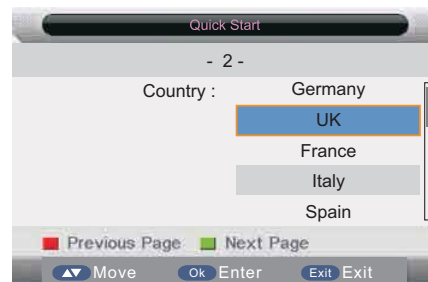 Quick Start
- 2 -
Country : Germany
UK
France
Italy
Spain
Previous Page Next Page
Move Ok Enter Exit Exit